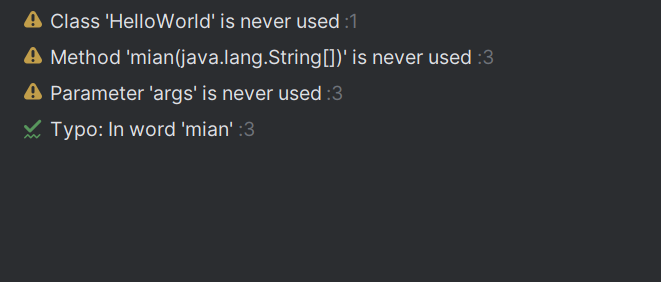 Class 'HelloWorld' is never used :1
Method 'mian(java.lang.String[])' is never used :3
Parameter 'args' is never used :3
Typo: In word 'mian' :3